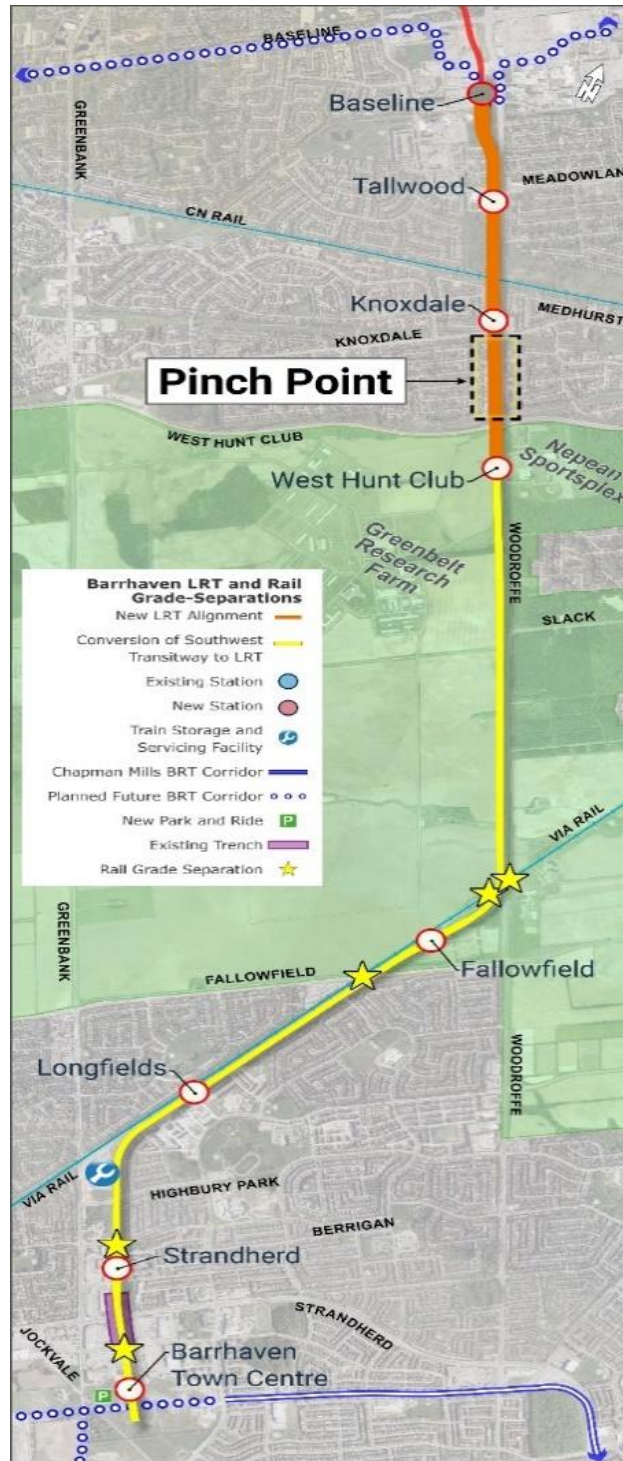 BASELINE
GREENBANK
Baseline
N
Tallwood
MEADOWLAN
CN RAIL
Knoxdale
MEDHURST
KNOXDALE
Pinch Point
WEST HUNT CLUB
West Hunt Club
Nepean
Sportsplex
Greenbelt
Research
Farm
WOODROFFE
SLACK
Barrhaven LRT and Rail
Grade-Separations
New LRT Alignment
Conversion of Southwest
Transitway to LRT
Existing Station
New Station
Train Storage and
Servicing Facility
Chapman Mills BRT Corridor
Planned Future BRT Corridor
New Park and Ride P
Existing Trench
Rail Grade Separation
VIA RAIL
GREENBANK
Fallowfield
FALLOWFIELD
WOODROFFE
Longfields
VIA RAIL
HIGHBURY PARK
BERRIGAN
Strandherd
STRANDHERD
JOCKVALE
Barrhaven
Town Centre
P